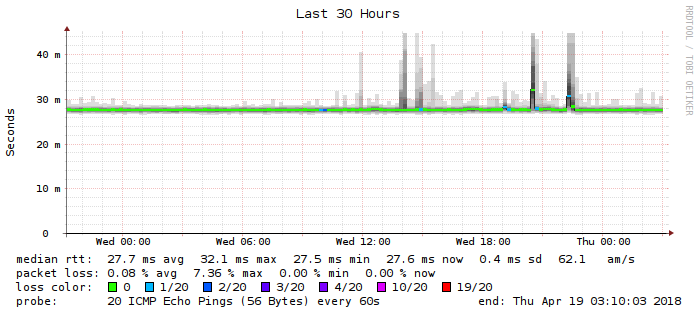 Last 30 Hours
RRDTOOL / TOBI OETIKER
Seconds
40 m
30 m
20 m
10 m
0
Wed 00:00 Wed 06:00 Wed 12:00 Wed 18:00 Thu 00:00
median rtt: 27.7 ms avg 32.1 ms max 27.5 ms min 27.6 ms now 0.4 ms sd 62.1 am/s
packet loss: 0.08 % avg 7.36 % max 0.00 % min 0.00 % now
loss color: 0 1/20 2/20 3/20 4/20 10/20 19/20
probe: 20 ICMP Echo Pings (56 Bytes) every 60s end: Thu Apr 19 03:10:03 2018